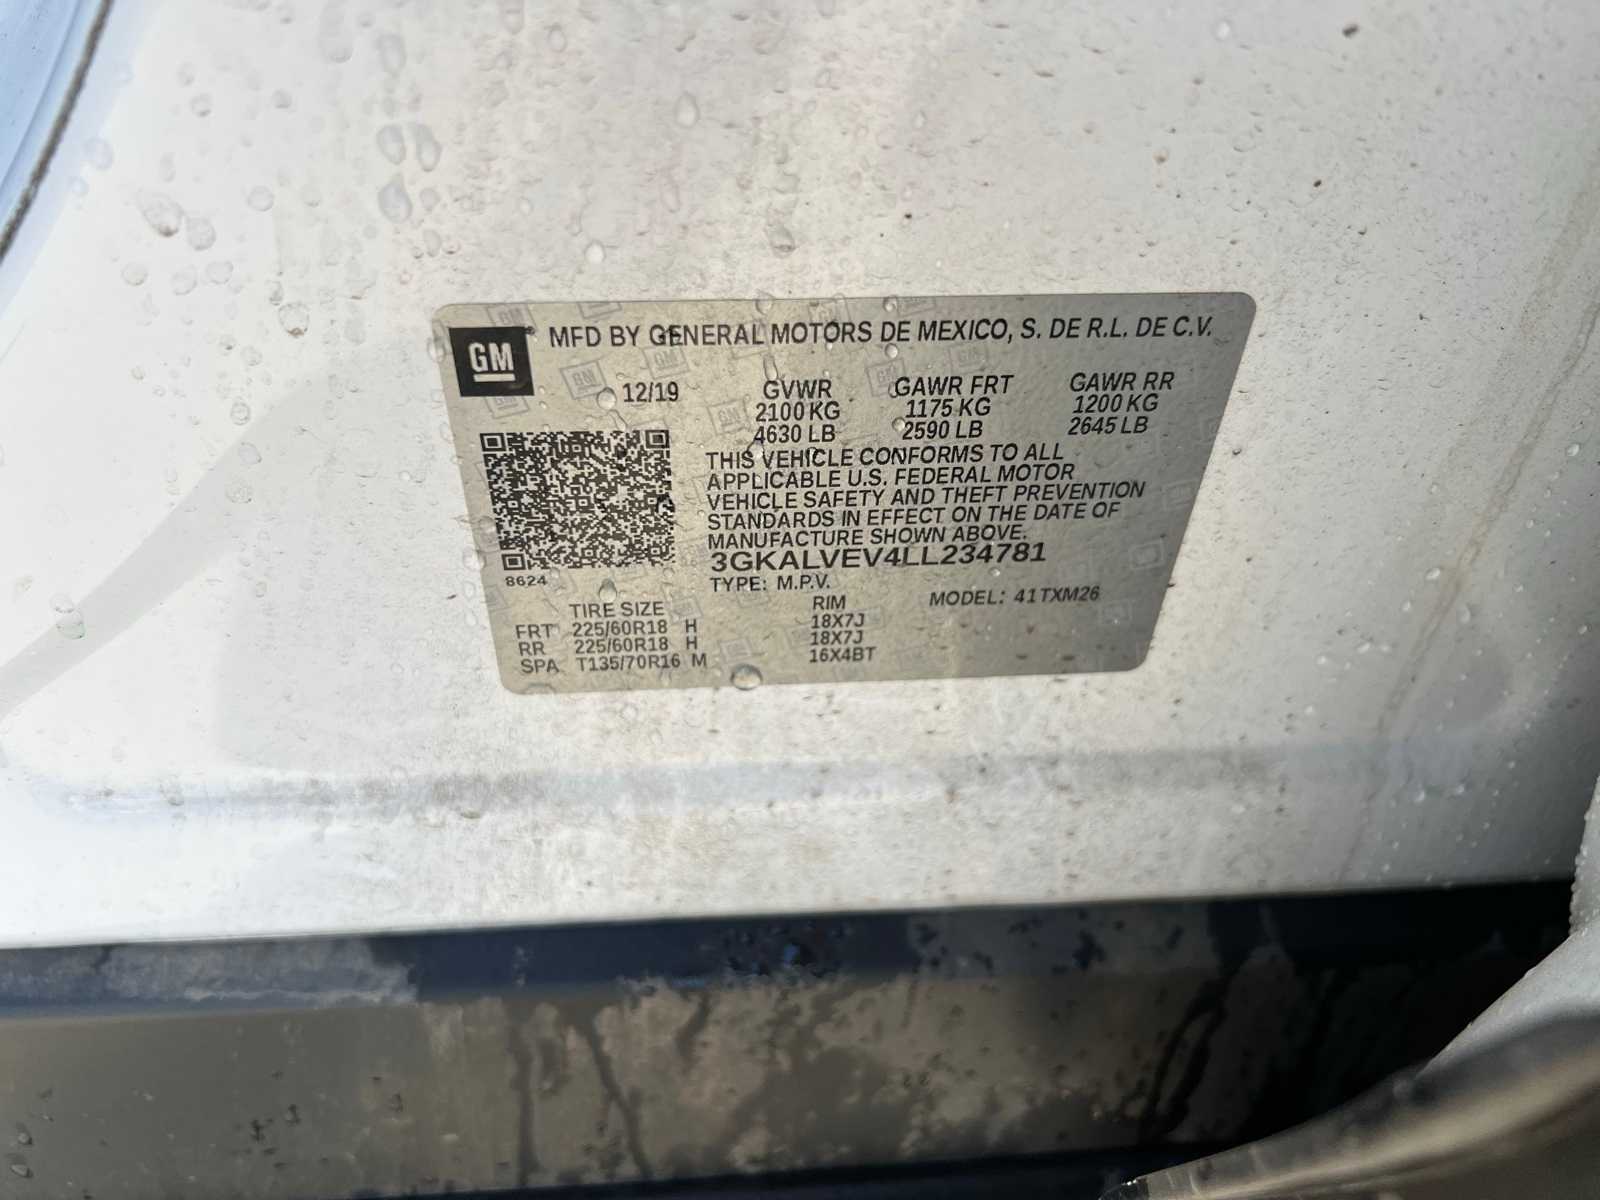 GM
MFD BY GENERAL MOTORS DE MEXICO, S. DE R.L. DE C.V.
12/19 GVWR GAWR FRT GAWR RR
2100 KG 1175 KG 1200 KG
4630 LB 2590 LB 2645 LB
THIS VEHICLE CONFORMS TO ALL
APPLICABLE U.S. FEDERAL MOTOR
VEHICLE SAFETY AND THEFT PREVENTION
STANDARDS IN EFFECT ON THE DATE OF
MANUFACTURE SHOWN ABOVE.
3GKALVEV4LL234781
8624
TYPE: M.P.V. MODEL: 41TXM26
TIRE SIZE RIM
FRT 225/60R18 H 18X7J
RR 225/60R18 H 18X7J
SPA T135/70R16 M 16X4BT